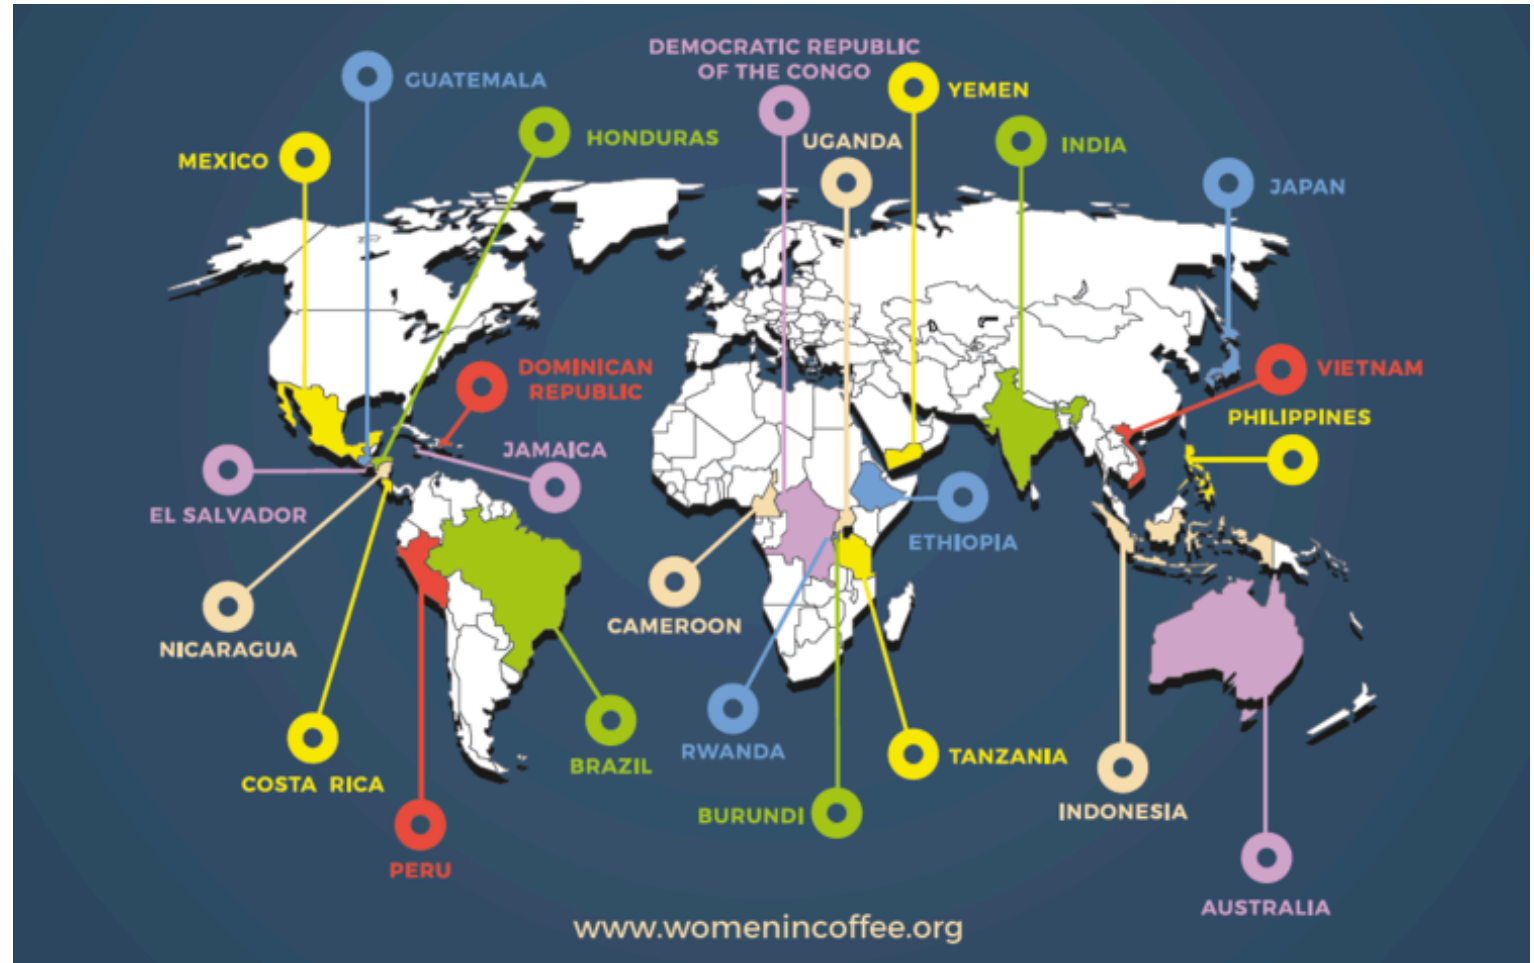 DEMOCRATIC REPUBLIC
OF THE CONGO
GUATEMALA
YEMEN
HONDURAS
UGANDA
INDIA
MEXICO
JAPAN
DOMINICAN
REPUBLIC
VIETNAM
PHILIPPINES
JAMAICA
EL SALVADOR
ETHIOPIA
CAMEROON
NICARAGUA
RWANDA
TANZANIA
BRAZIL
COSTA RICA
INDONESIA
BURUNDI
PERU
AUSTRALIA
www.womenincoffee.org